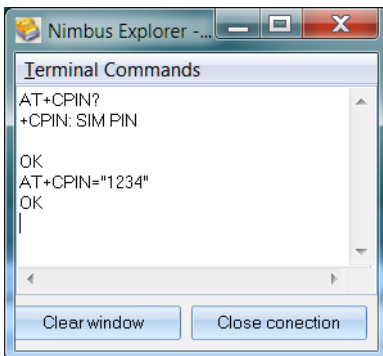 Nimbus Explorer -...
Terminal Commands
AT+CPIN?
+CPIN: SIM PIN
OK
AT+CPIN="1234"
OK
Clear window
Close conection